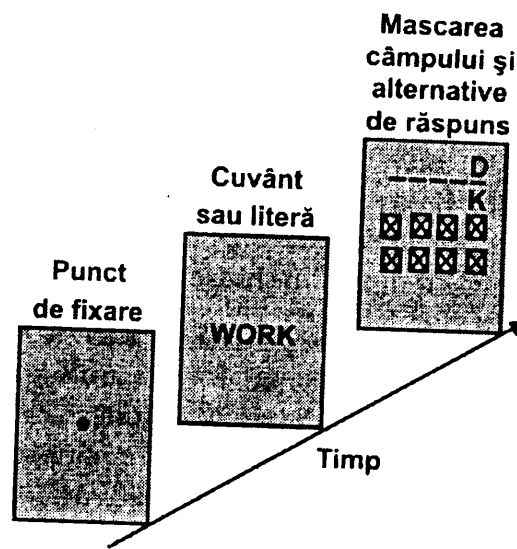 Mascarea
câmpului şi
alternative
de răspuns
D
_ _ _ _
K
Cuvânt
sau literă
WORK
Punct
de fixare
Timp